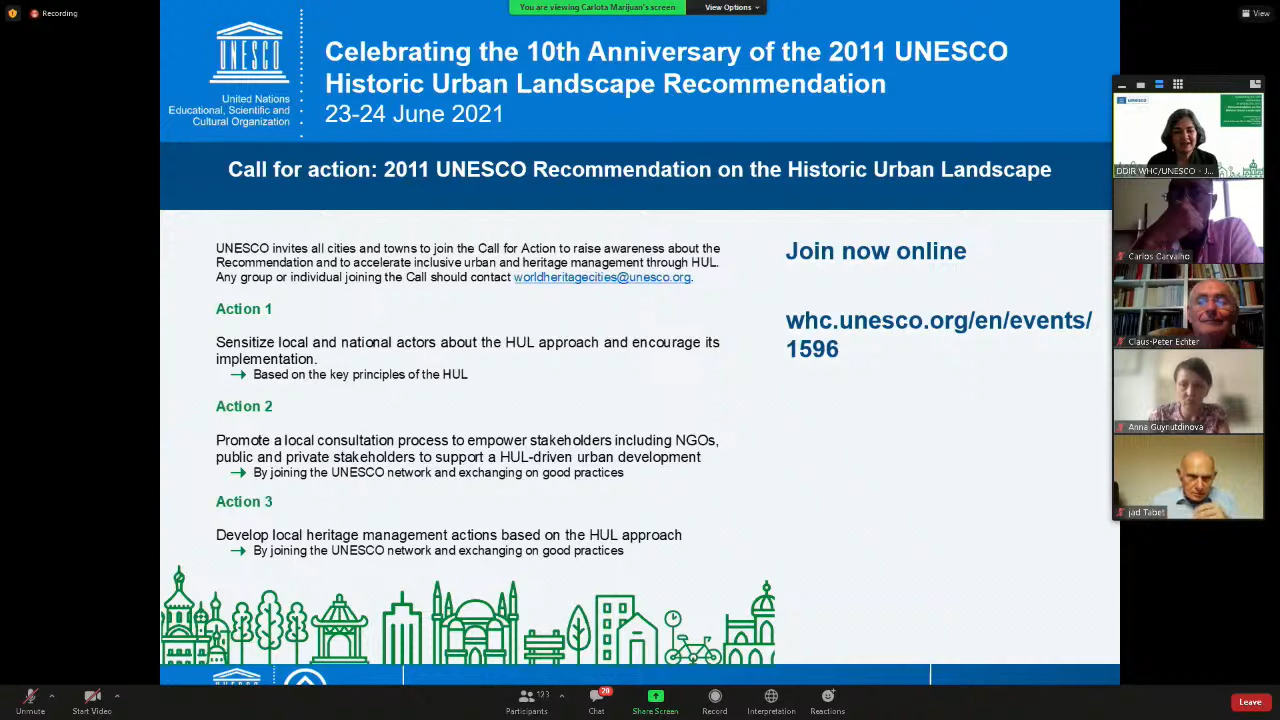 Recording
You are viewing Carlota Marijuan's screen
View Options
View
UNESCO
United Nations
Educational, Scientific and
Cultural Organization
Celebrating the 10th Anniversary of the 2011 UNESCO
Historic Urban Landscape Recommendation
23-24 June 2021
Call for action: 2011 UNESCO Recommendation on the Historic Urban Landscape
UNESCO invites all cities and towns to join the Call for Action to raise awareness about the
Recommendation and to accelerate inclusive urban and heritage management through HUL.
Any group or individual joining the Call should contact worldheritagecities@unesco.org.
Action 1
Sensitize local and national actors about the HUL approach and encourage its
implementation.
→ Based on the key principles of the HUL
Action 2
Promote a local consultation process to empower stakeholders including NGOs,
public and private stakeholders to support a HUL-driven urban development
→ By joining the UNESCO network and exchanging on good practices
Action 3
Develop local heritage management actions based on the HUL approach
→ By joining the UNESCO network and exchanging on good practices
Join now online
whc.unesco.org/en/events/
1596
DDIR WHC/UNESCO - J...
Carlos Carvalho
Claus-Peter Echter
Anna Guynutdinova
jad Tabet
Unmute
Start Video
123
Participants
28
Chat
Share Screen
Record
Interpretation
Reactions
Leave